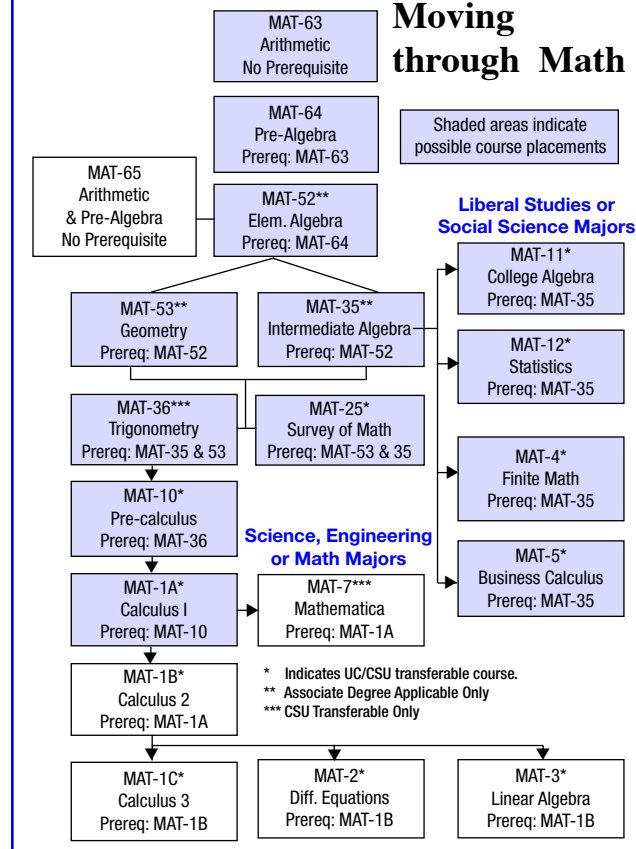 Moving
through Math
MAT-63
Arithmetic
No Prerequisite
MAT-64
Pre-Algebra
Prereq: MAT-63
Shaded areas indicate
possible course placements
MAT-65
Arithmetic
& Pre-Algebra
No Prerequisite
MAT-52**
Elem. Algebra
Prereq: MAT-64
Liberal Studies or
Social Science Majors
MAT-11*
College Algebra
Prereq: MAT-35
MAT-53**
Geometry
Prereq: MAT-52
MAT-35**
Intermediate Algebra
Prereq: MAT-52
MAT-12*
Statistics
Prereq: MAT-35
MAT-36***
Trigonometry
Prereq: MAT-35 & 53
MAT-25*
Survey of Math
Prereq: MAT-53 & 35
MAT-4*
Finite Math
Prereq: MAT-35
MAT-10*
Pre-calculus
Prereq: MAT-36
Science, Engineering
or Math Majors
MAT-5*
Business Calculus
Prereq: MAT-35
MAT-1A*
Calculus I
Prereq: MAT-10
MAT-7***
Mathematica
Prereq: MAT-1A
MAT-1B*
Calculus 2
Prereq: MAT-1A
* Indicates UC/CSU transferable course.
** Associate Degree Applicable Only
*** CSU Transferable Only
MAT-1C*
Calculus 3
Prereq: MAT-1B
MAT-2*
Diff. Equations
Prereq: MAT-1B
MAT-3*
Linear Algebra
Prereq: MAT-1B